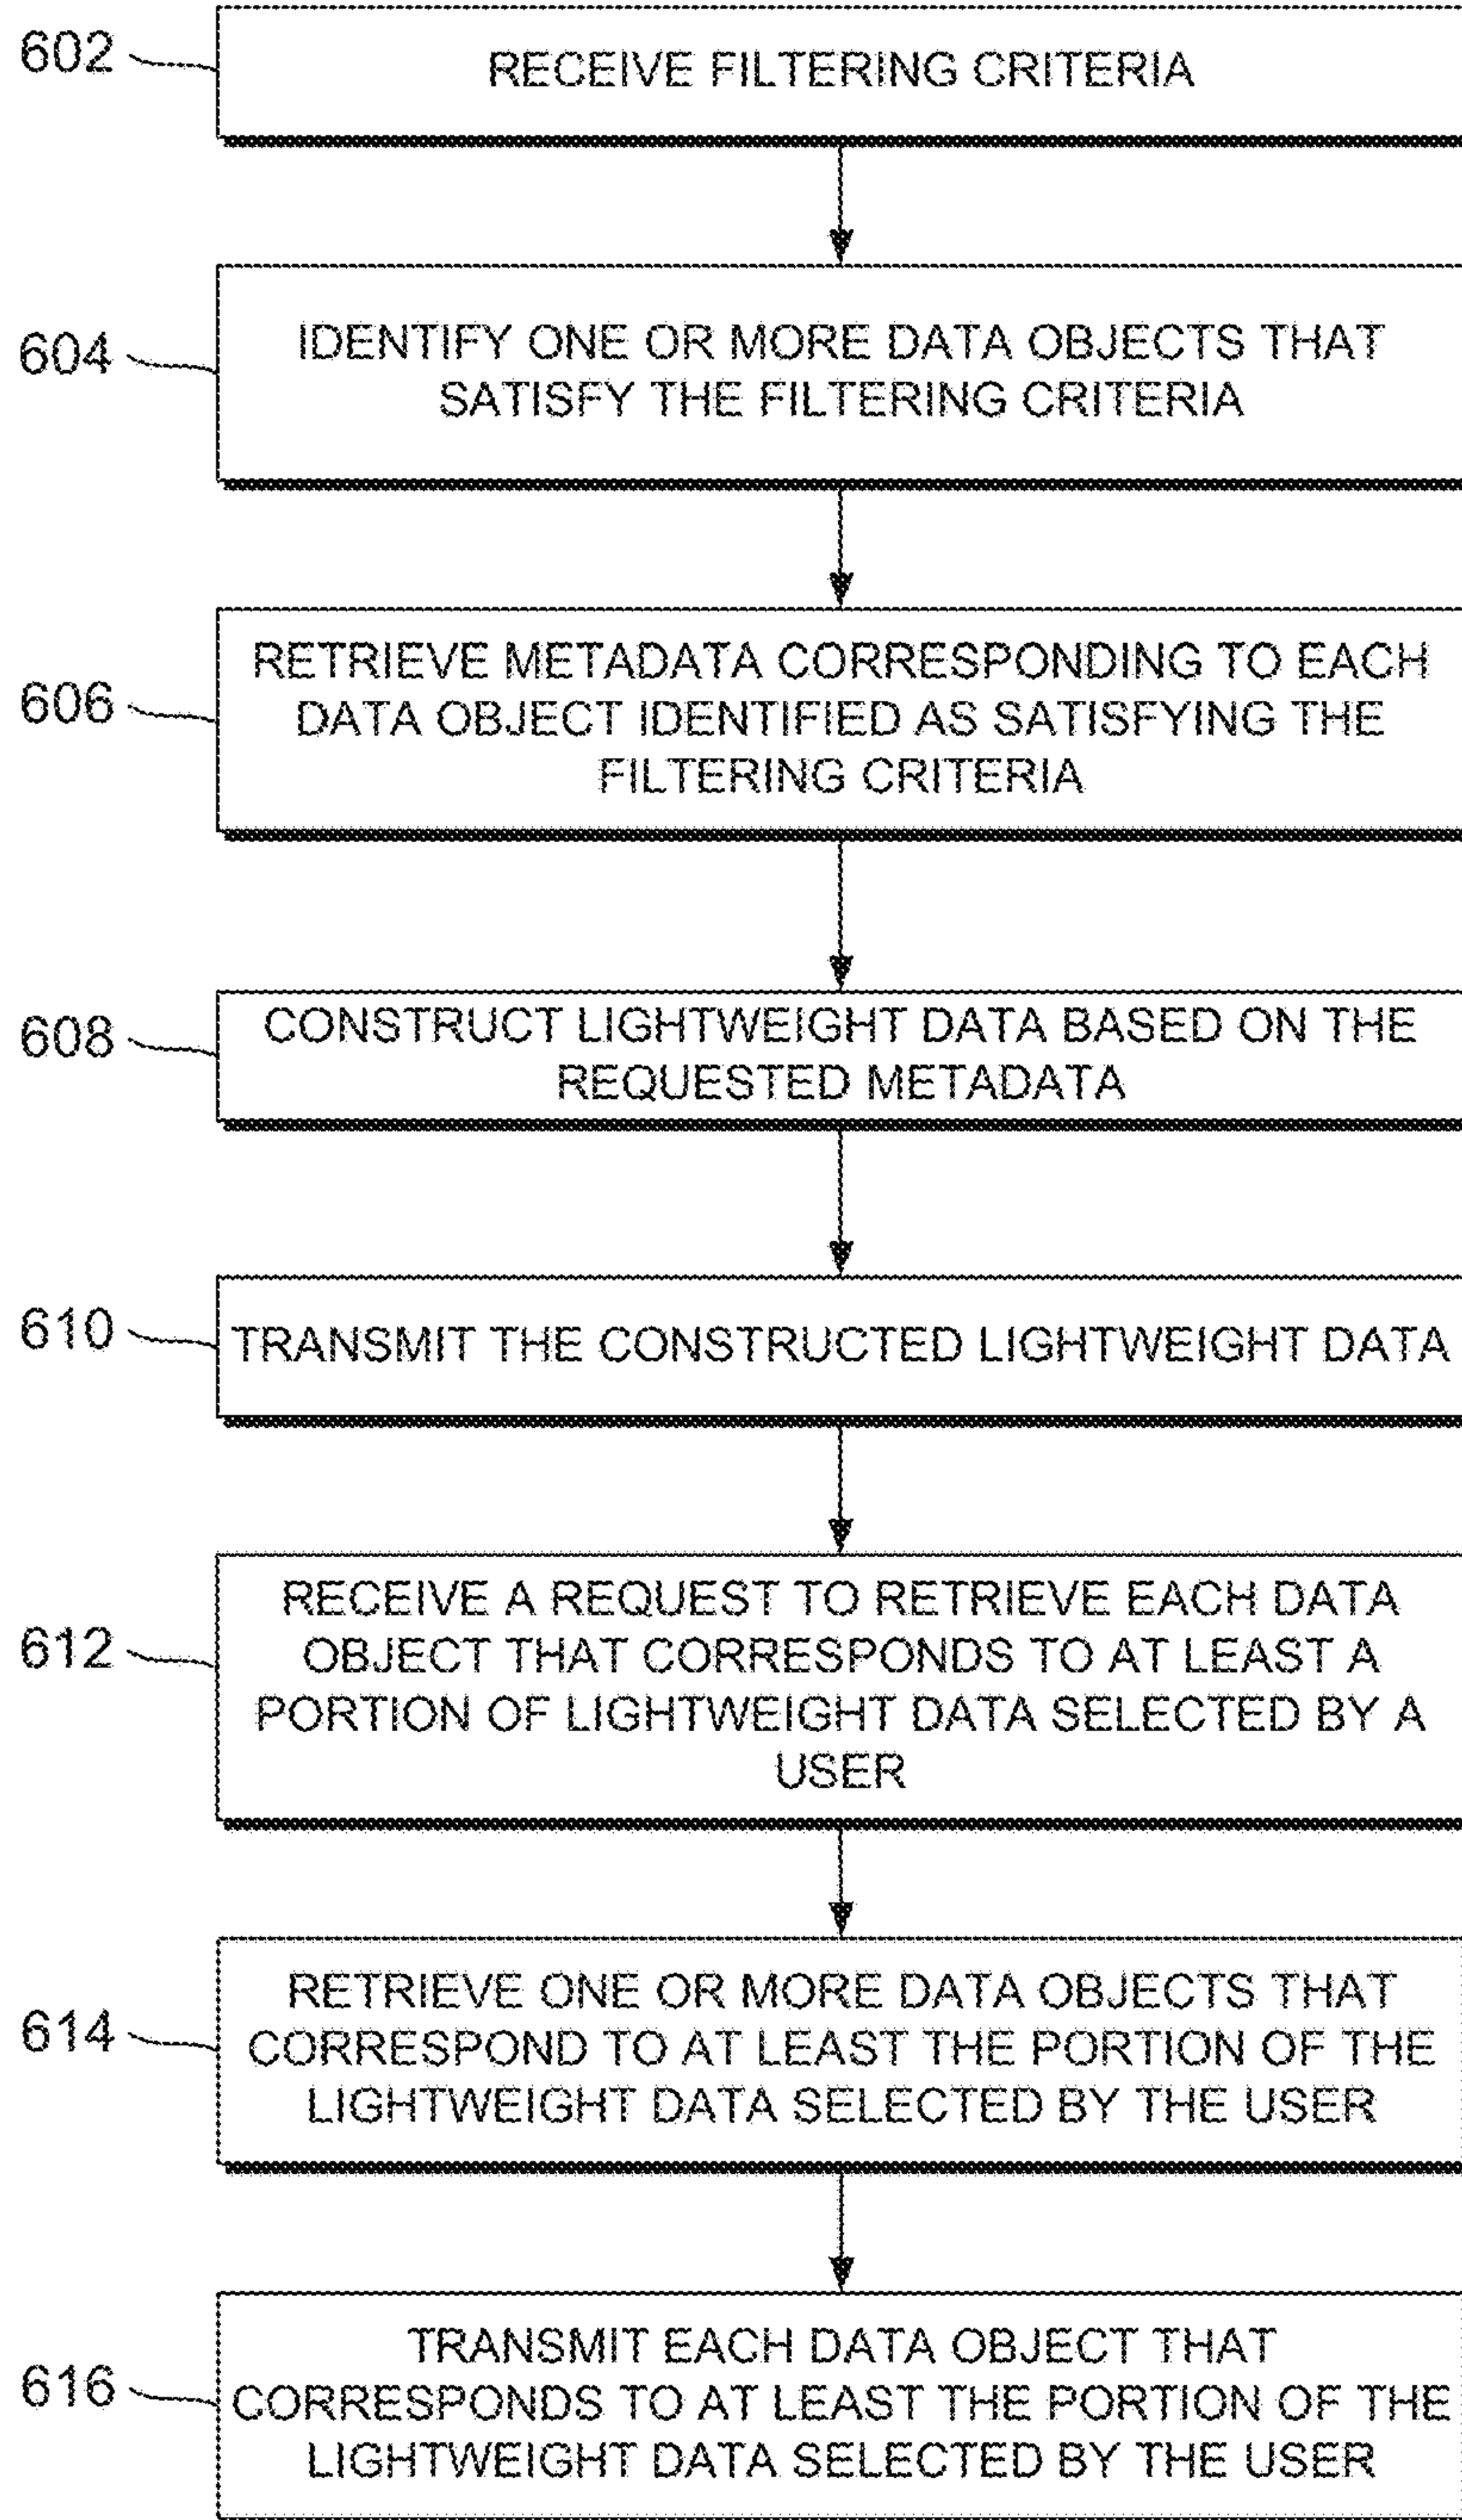 602
RECEIVE FILTERING CRITERIA
604
IDENTIFY ONE OR MORE DATA OBJECTS THAT
SATISFY THE FILTERING CRITERIA
606
RETRIEVE METADATA CORRESPONDING TO EACH
DATA OBJECT IDENTIFIED AS SATISFYING THE
FILTERING CRITERIA
608
CONSTRUCT LIGHTWEIGHT DATA BASED ON THE
REQUESTED METADATA
610
TRANSMIT THE CONSTRUCTED LIGHTWEIGHT DATA
612
RECEIVE A REQUEST TO RETRIEVE EACH DATA
OBJECT THAT CORRESPONDS TO AT LEAST A
PORTION OF LIGHTWEIGHT DATA SELECTED BY A
USER
614
RETRIEVE ONE OR MORE DATA OBJECTS THAT
CORRESPOND TO AT LEAST THE PORTION OF THE
LIGHTWEIGHT DATA SELECTED BY THE USER
616
TRANSMIT EACH DATA OBJECT THAT
CORRESPONDS TO AT LEAST THE PORTION OF THE
LIGHTWEIGHT DATA SELECTED BY THE USER